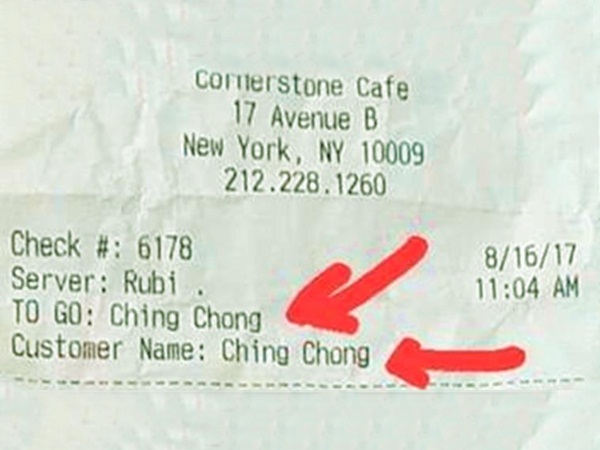 Cornerstone Cafe
17 Avenue B
New York, NY 10009
212.228.1260
Check #: 6178 8/16/17
Server: Rubi . 11:04 AM
TO GO: Ching Chong
Customer Name: Ching Chong